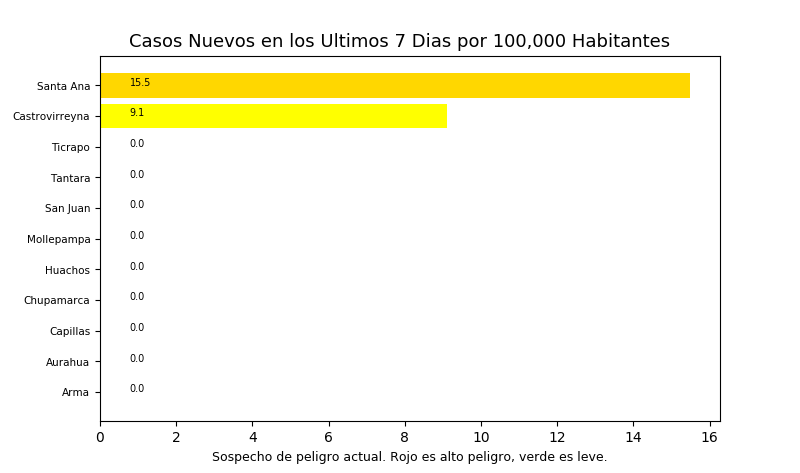 Casos Nuevos en los Ultimos 7 Dias por 100,000 Habitantes
Santa Ana 15.5
Castrovirreyna 9.1
Ticrapo 0.0
Tantara 0.0
San Juan 0.0
Mollepampa 0.0
Huachos 0.0
Chupamarca 0.0
Capillas 0.0
Aurahua 0.0
Arma 0.0
0 2 4 6 8 10 12 14 16
Sospecho de peligro actual. Rojo es alto peligro, verde es leve.